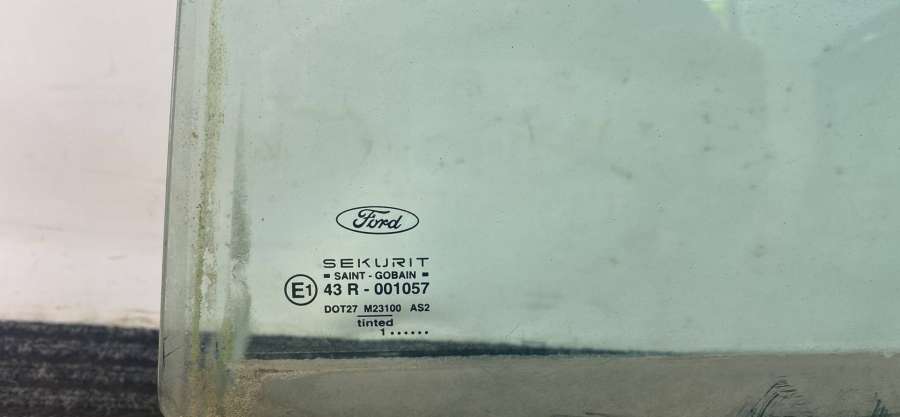 Ford
SEKURIT
SAINT - GOBAIN
E1 43 R - 001057
DOT27 M23100 AS2
tinted
1......